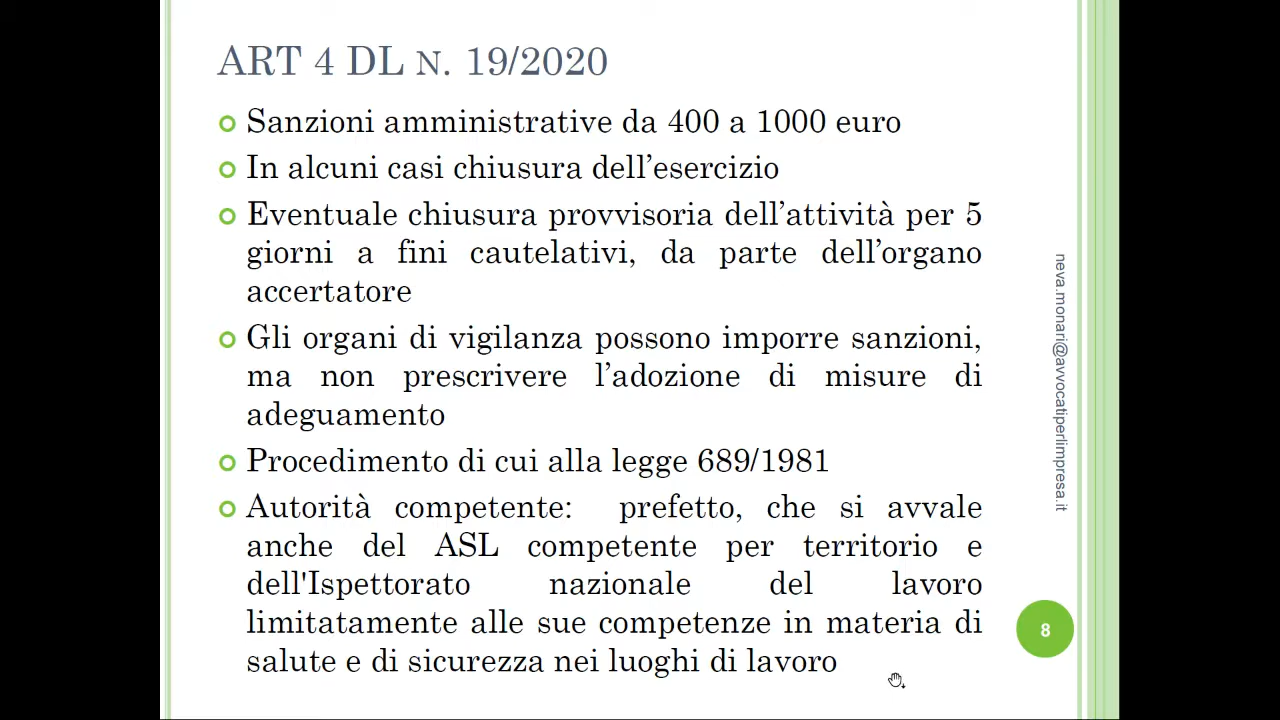 ART 4 DL N. 19/2020
Sanzioni amministrative da 400 a 1000 euro
In alcuni casi chiusura dell’esercizio
Eventuale chiusura provvisoria dell’attività per 5
giorni a fini cautelativi, da parte dell’organo
accertatore
Gli organi di vigilanza possono imporre sanzioni,
ma non prescrivere l’adozione di misure di
adeguamento
Procedimento di cui alla legge 689/1981
Autorità competente: prefetto, che si avvale
anche del ASL competente per territorio e
dell'Ispettorato nazionale del lavoro
limitatamente alle sue competenze in materia di
salute e di sicurezza nei luoghi di lavoro
neva.monari@avvocatiperlimpresa.it
8